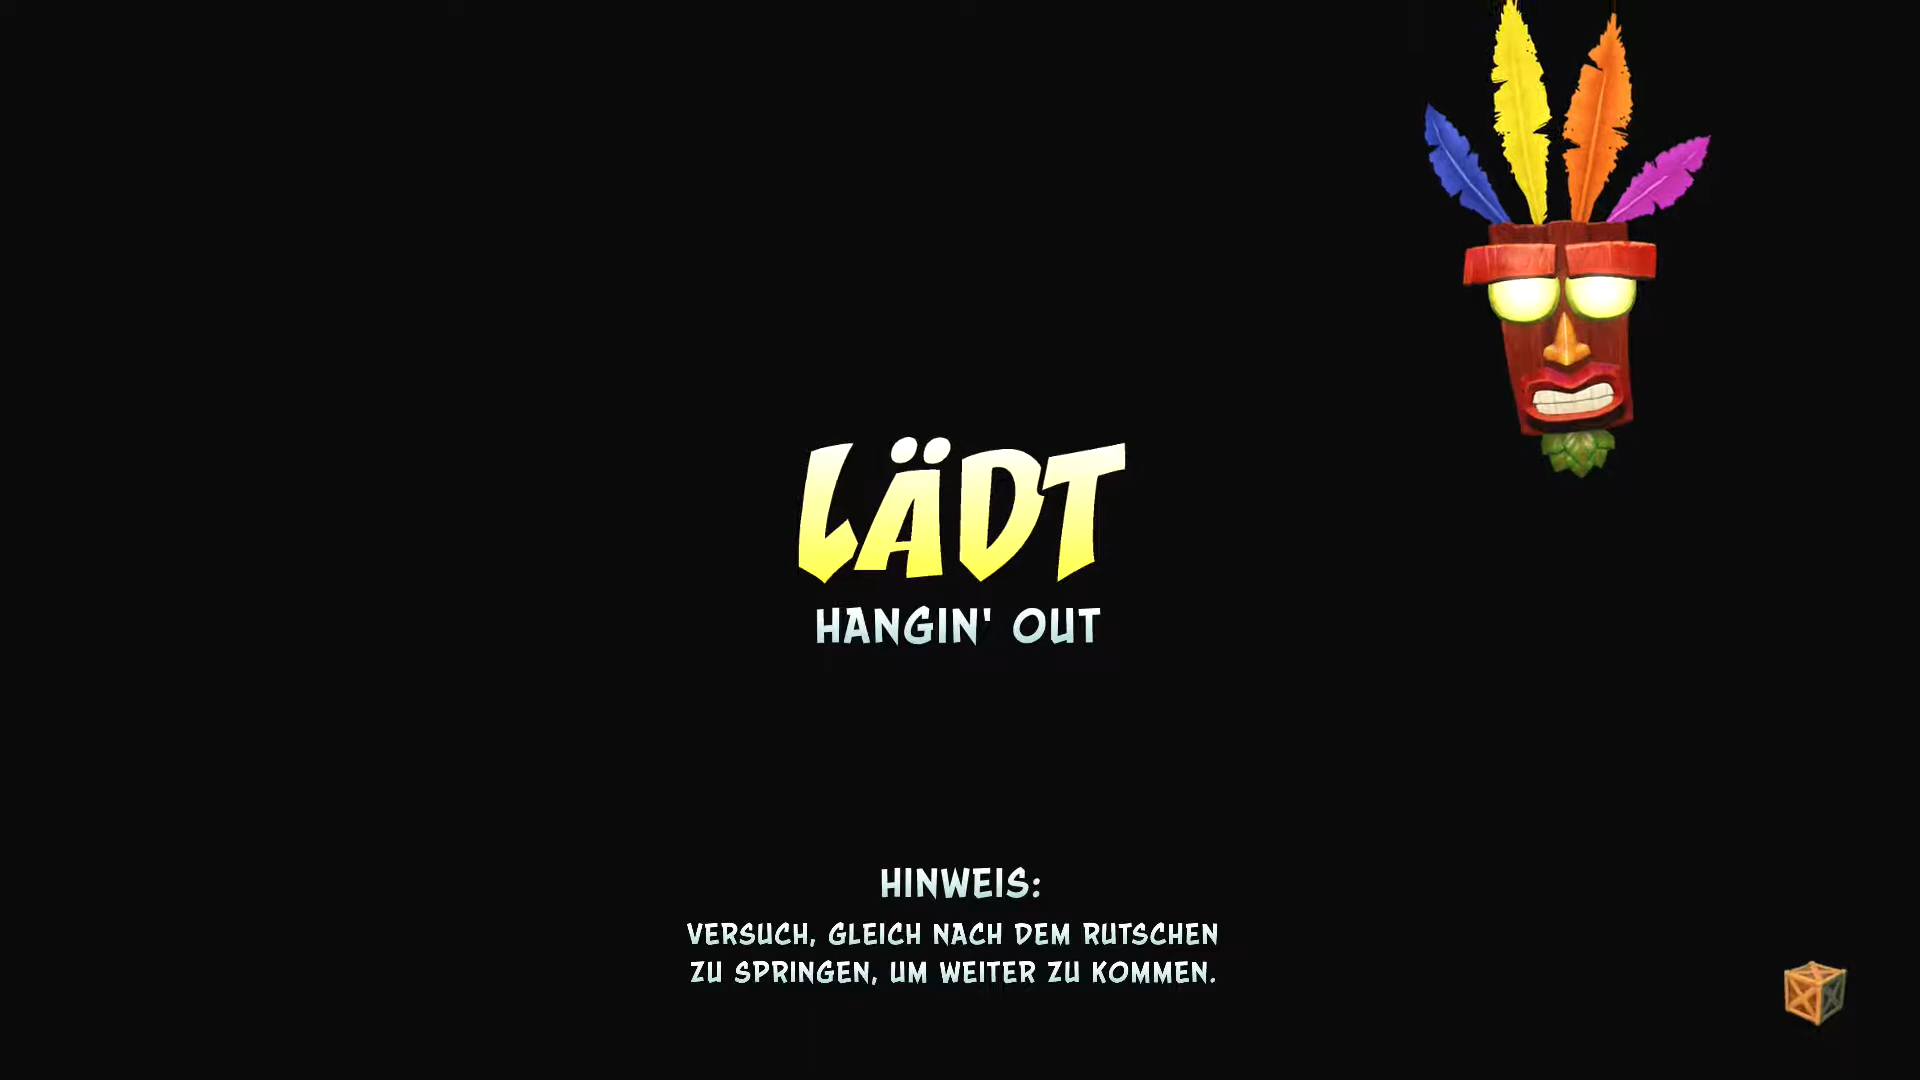 LÄDT
HANGIN' OUT
HINWEIS:
VERSUCH, GLEICH NACH DEM RUTSCHEN
ZU SPRINGEN, UM WEITER ZU KOMMEN.